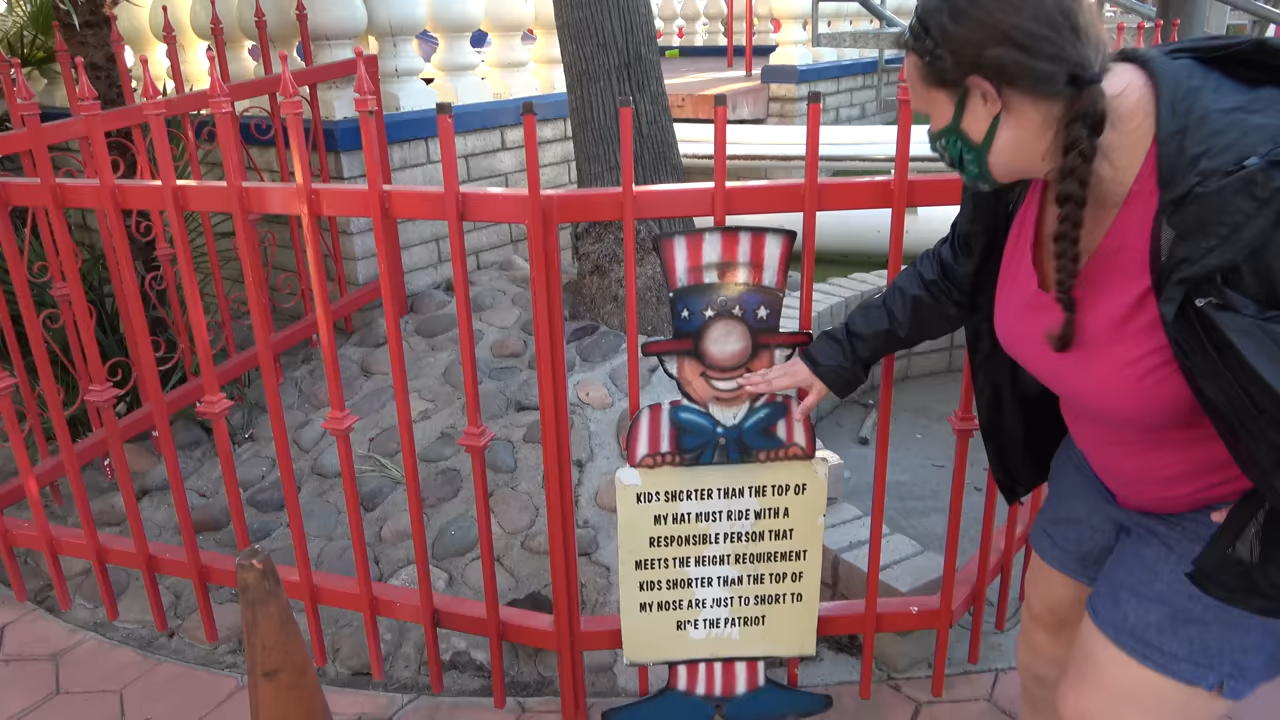 KIDS SHORTER THAN THE TOP OF
MY HAT MUST RIDE WITH A
RESPONSIBLE PERSON THAT
MEETS THE HEIGHT REQUIREMENT
KIDS SHORTER THAN THE TOP OF
MY NOSE ARE JUST TO SHORT TO
RIDE THE PATRIOT